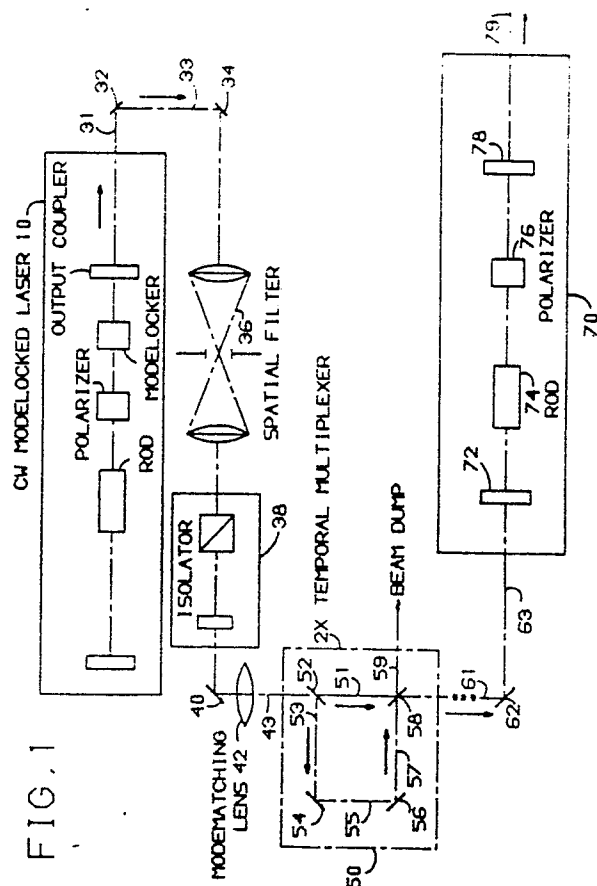 FIG.1
CW MODELOCKED LASER 10
OUTPUT COUPLER
MODELOCKER
POLARIZER
ROD
31
32
33
34
36
SPATIAL FILTER
ISOLATOR
38
40
MODEMATCHING
LENS 42
43
2X TEMPORAL MULTIPLEXER
50
51
52
53
54
55
56
57
58
59
BEAM DUMP
61
62
63
70
72
74
ROD
76
POLARIZER
78
79